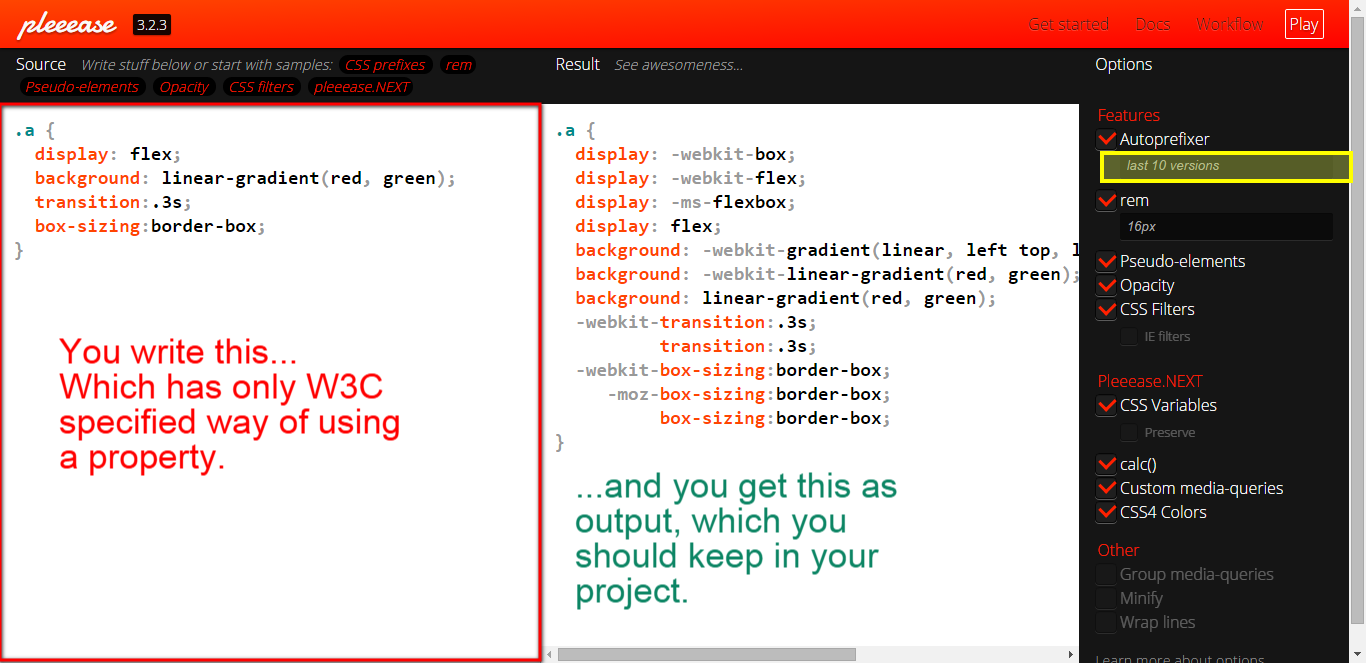 pleeease 3.2.3 Get started Docs Workflow Play
Source Write stuff below or start with samples: CSS prefixes rem
Pseudo-elements Opacity CSS filters pleeease.NEXT
.a {
  display: flex;
  background: linear-gradient(red, green);
  transition:.3s;
  box-sizing:border-box;
}
You write this...
Which has only W3C
specified way of using
a property.
Result See awesomeness...
.a {
  display: -webkit-box;
  display: -webkit-flex;
  display: -ms-flexbox;
  display: flex;
  background: -webkit-gradient(linear, left top, l
  background: -webkit-linear-gradient(red, green);
  background: linear-gradient(red, green);
  -webkit-transition:.3s;
          transition:.3s;
  -webkit-box-sizing:border-box;
     -moz-box-sizing:border-box;
          box-sizing:border-box;
}
...and you get this as
output, which you
should keep in your
project.
Options
Features
Autoprefixer
last 10 versions
rem
16px
Pseudo-elements
Opacity
CSS Filters
IE filters
Pleeease.NEXT
CSS Variables
Preserve
calc()
Custom media-queries
CSS4 Colors
Other
Group media-queries
Minify
Wrap lines
Learn more about options